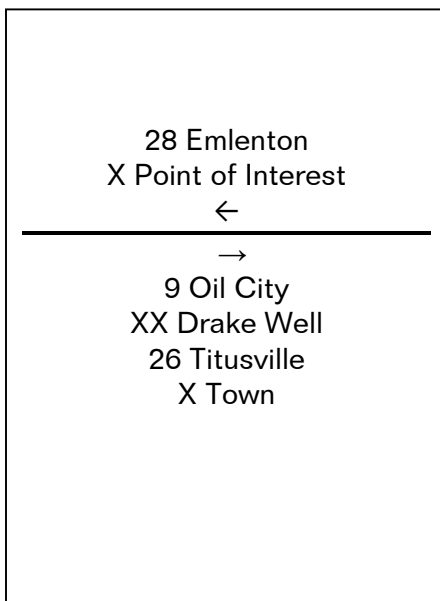 28 Emlenton
X Point of Interest
←
→
9 Oil City
XX Drake Well
26 Titusville
X Town